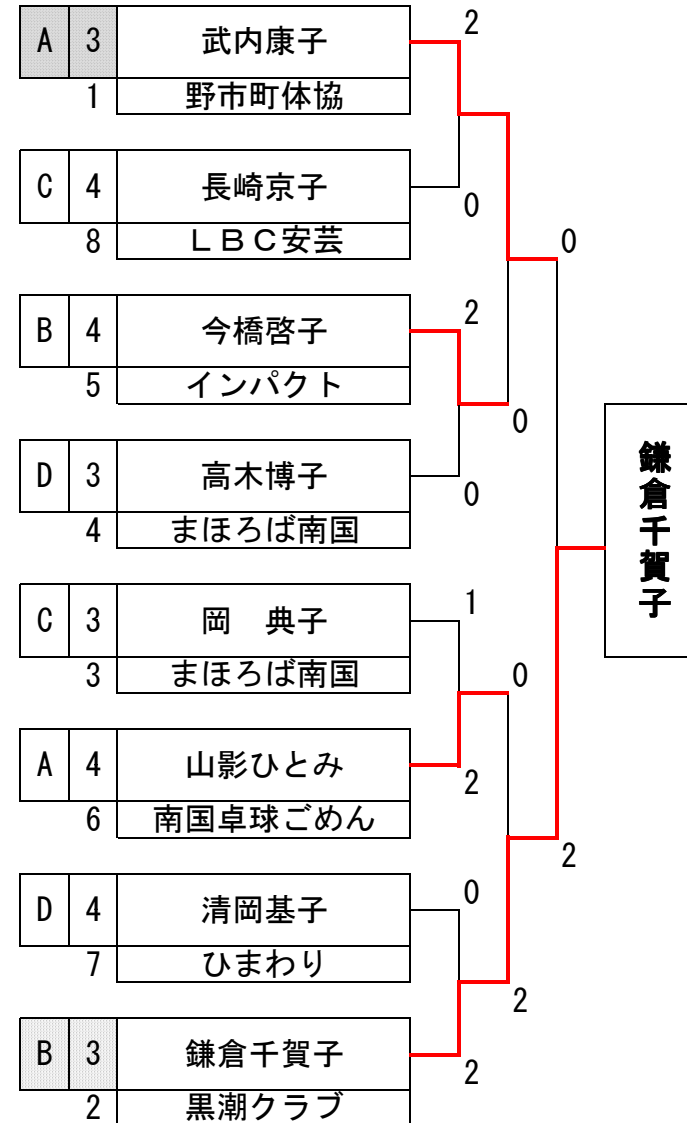 A 3 武内康子 2
1 野市町体協
C 4 長崎京子 0
8 ＬＢＣ安芸 0
B 4 今橋啓子 2
5 インパクト 0
D 3 高木博子 0
4 まほろば南国
鎌倉千賀子
C 3 岡　典子 1
3 まほろば南国 0
A 4 山影ひとみ 2
6 南国卓球ごめん 2
D 4 清岡基子 0
7 ひまわり 2
B 3 鎌倉千賀子 2
2 黒潮クラブ